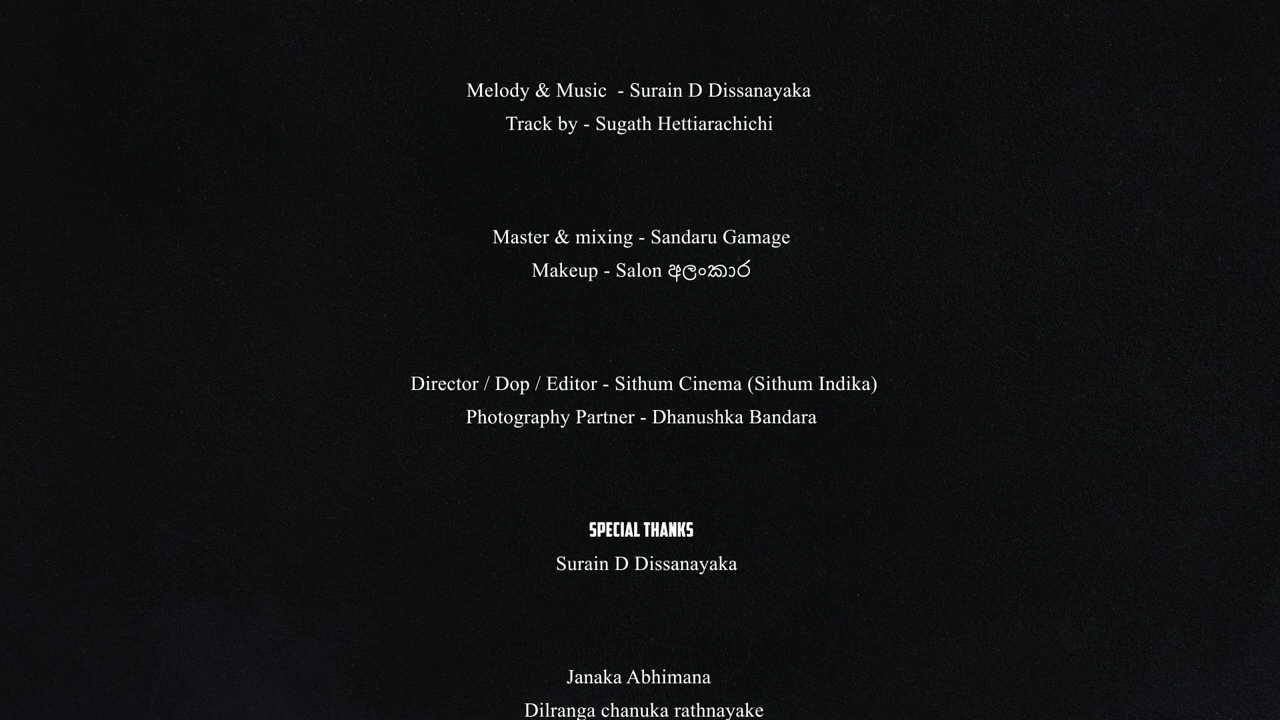 Melody & Music  - Surain D Dissanayaka
Track by - Sugath Hettiarachichi
Master & mixing - Sandaru Gamage
Makeup - Salon අලංකාර
Director / Dop / Editor - Sithum Cinema (Sithum Indika)
Photography Partner - Dhanushka Bandara
SPECIAL THANKS
Surain D Dissanayaka
Janaka Abhimana
Dilranga chanuka rathnayake